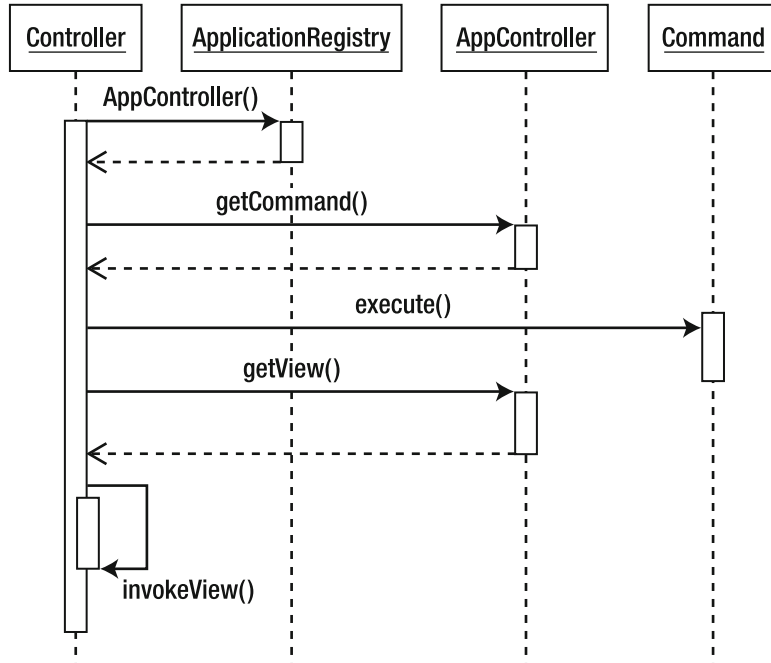 Controller
ApplicationRegistry
AppController
Command
AppController()
getCommand()
execute()
getView()
invokeView()